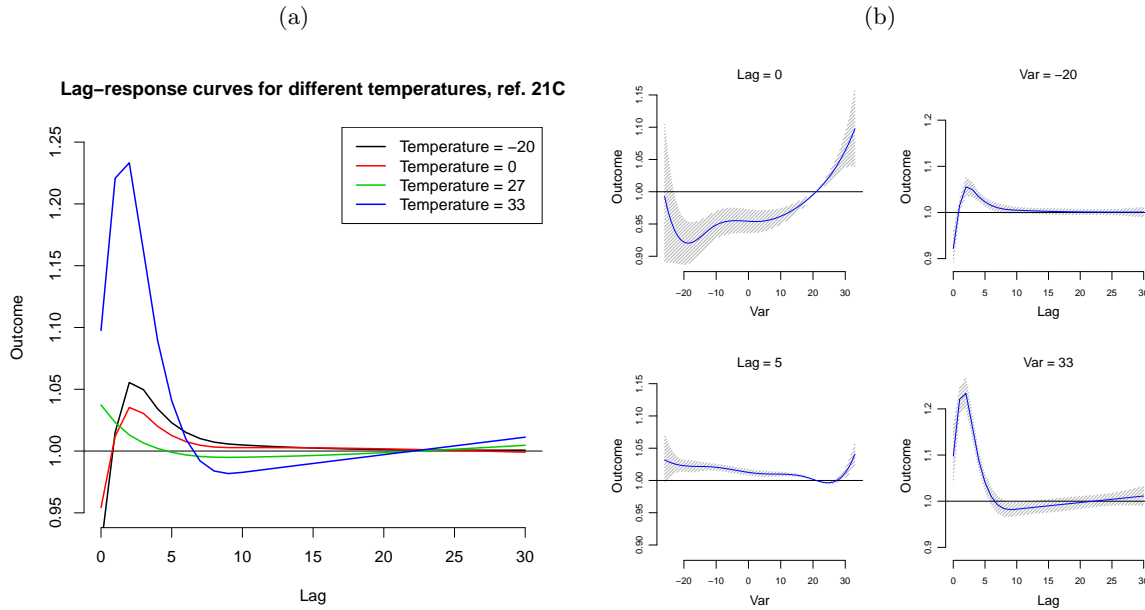 (a)
Lag−response curves for different temperatures, ref. 21C
Temperature = −20
Temperature = 0
Temperature = 27
Temperature = 33
Outcome
0.95 1.00 1.05 1.10 1.15 1.20 1.25
0 5 10 15 20 25 30
Lag
(b)
Lag = 0
Outcome
0.90 0.95 1.00 1.05 1.10 1.15
−20 −10 0 10 20 30
Var
Var = −20
Outcome
0.9 1.0 1.1 1.2
0 5 10 15 20 25 30
Lag
Lag = 5
Outcome
0.90 0.95 1.00 1.05 1.10 1.15
−20 −10 0 10 20 30
Var
Var = 33
Outcome
0.9 1.0 1.1 1.2
0 5 10 15 20 25 30
Lag